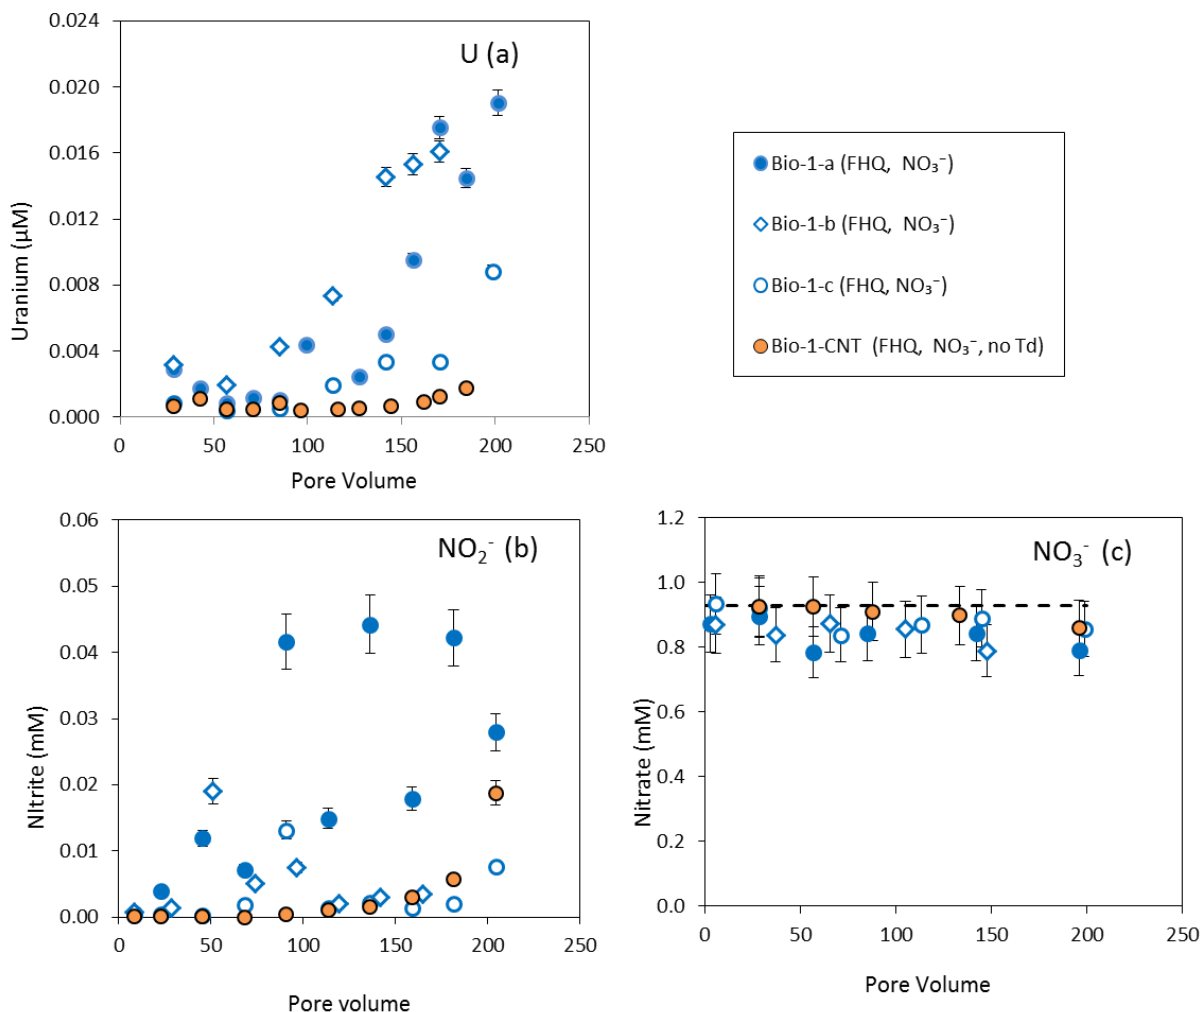 0.024
U (a)
0.020
0.016
0.012
0.008
0.004
0.000
Uranium (µM)
0 50 100 150 200 250
Pore Volume
Bio-1-a (FHQ, NO₃⁻)
Bio-1-b (FHQ, NO₃⁻)
Bio-1-c (FHQ, NO₃⁻)
Bio-1-CNT (FHQ, NO₃⁻, no Td)
0.06
NO₂⁻ (b)
0.05
0.04
0.03
0.02
0.01
0.00
NItrite (mM)
0 50 100 150 200 250
Pore volume
1.2
NO₃⁻ (c)
1.0
0.8
0.6
0.4
0.2
0.0
Nitrate (mM)
0 50 100 150 200 250
Pore Volume